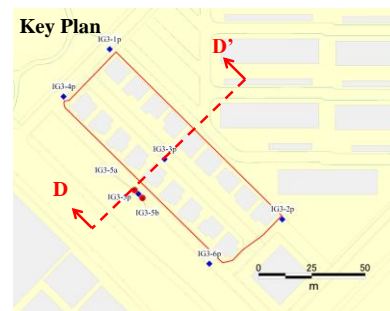 Key Plan
IG3-1p
D'
IG3-4p
IG3-3p
IG3-5a
D
IG3-5p
IG3-5b
IG3-2p
IG3-6p
0 25 50
m